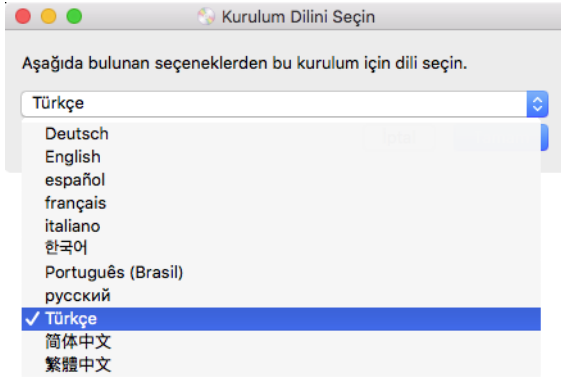 Kurulum Dilini Seçin
Aşağıda bulunan seçeneklerden bu kurulum için dili seçin.
Türkçe
Deutsch
English
español
français
italiano
한국어
Português (Brasil)
русский
✓ Türkçe
简体中文
繁體中文